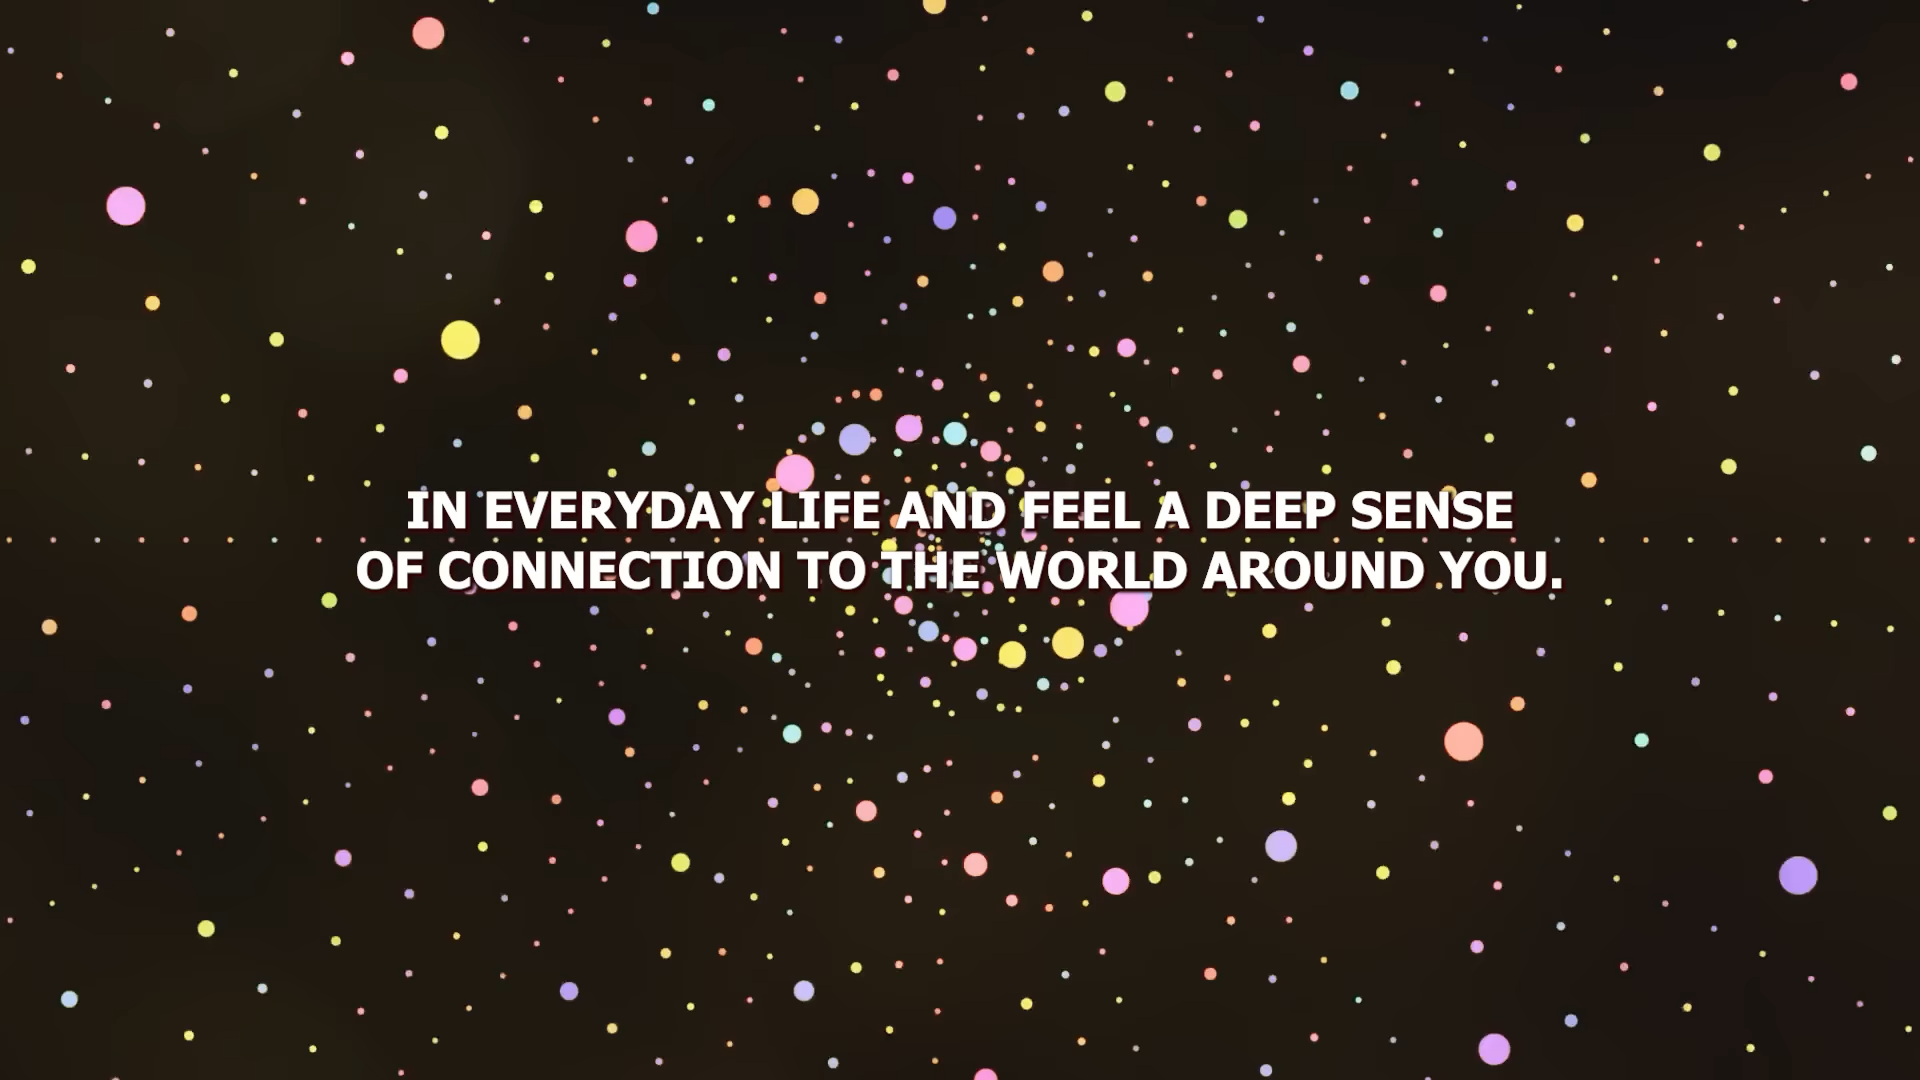 IN EVERYDAY LIFE AND FEEL A DEEP SENSE
OF CONNECTION TO THE WORLD AROUND YOU.